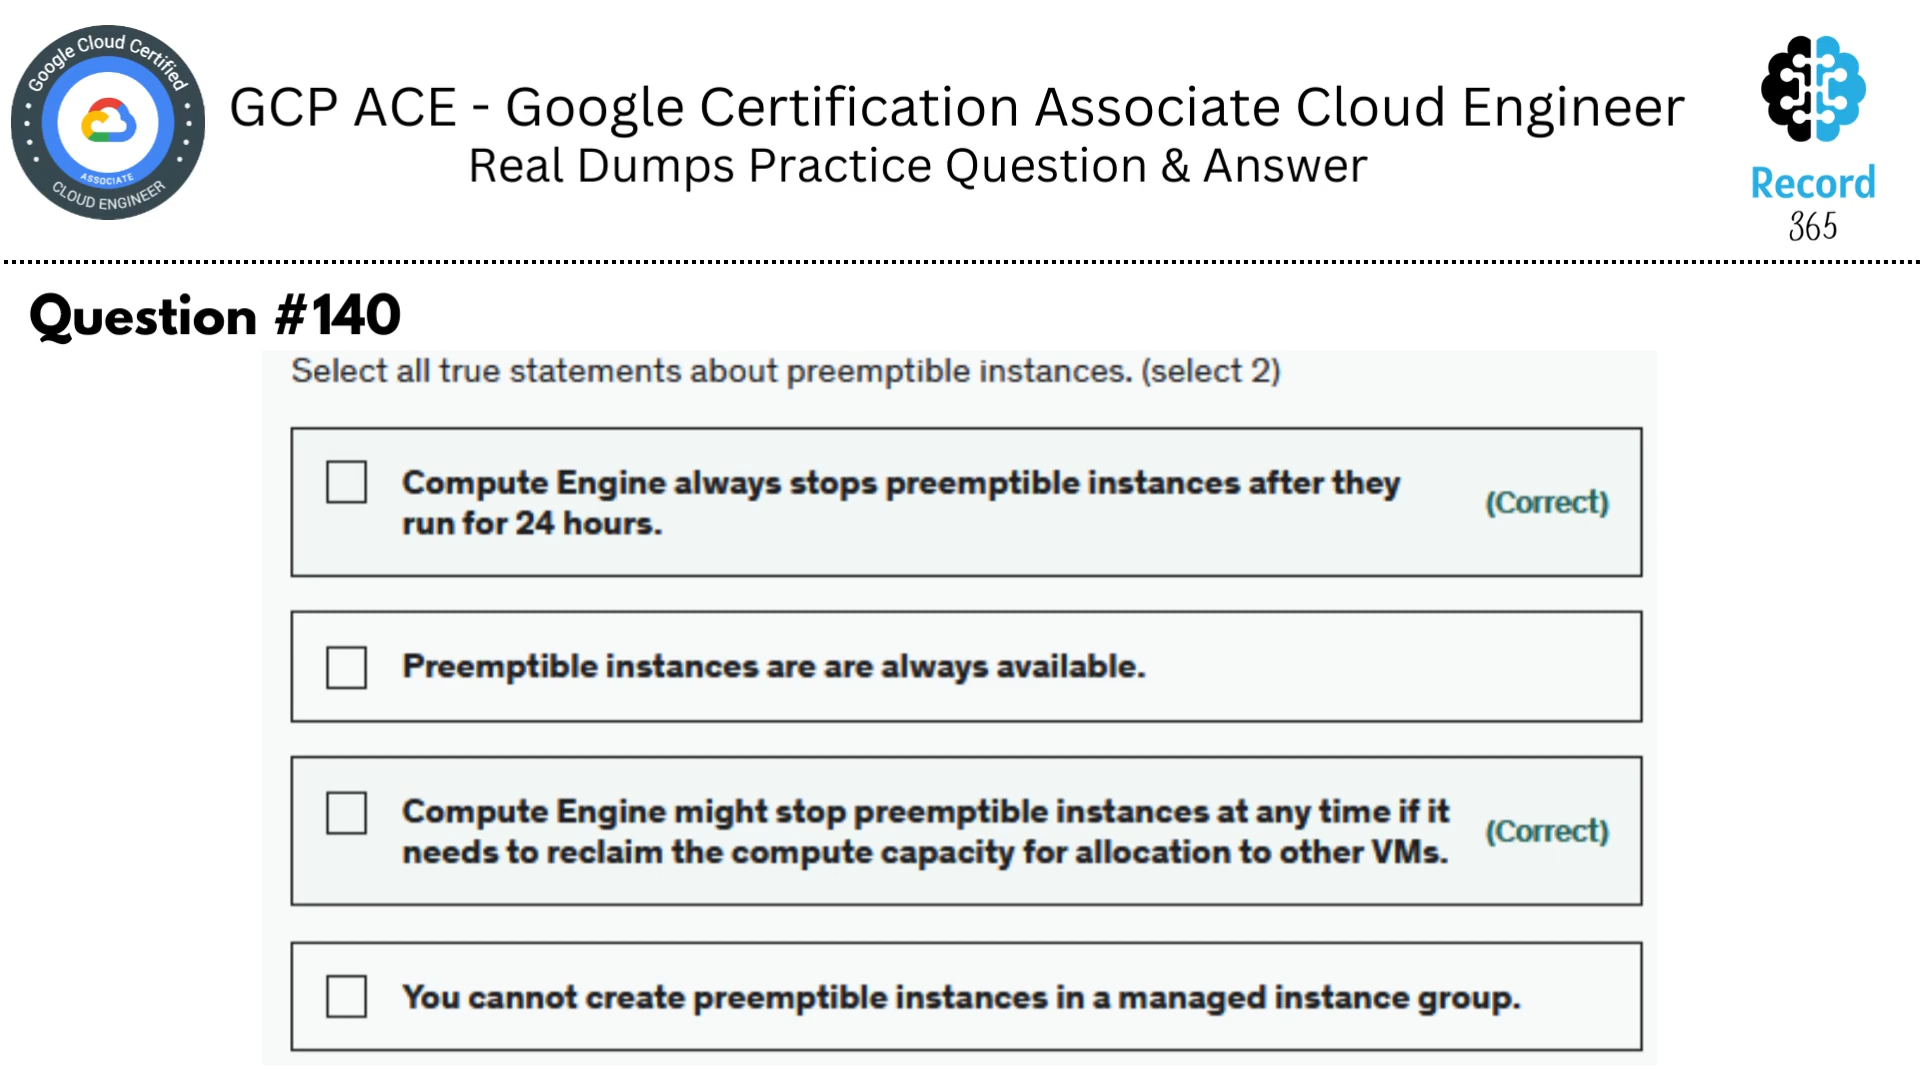 Google Cloud Certified
ASSOCIATE
CLOUD ENGINEER
GCP ACE - Google Certification Associate Cloud Engineer
Real Dumps Practice Question & Answer
Record
365
Question #140
Select all true statements about preemptible instances. (select 2)
Compute Engine always stops preemptible instances after they
run for 24 hours.
(Correct)
Preemptible instances are are always available.
Compute Engine might stop preemptible instances at any time if it
needs to reclaim the compute capacity for allocation to other VMs.
(Correct)
You cannot create preemptible instances in a managed instance group.